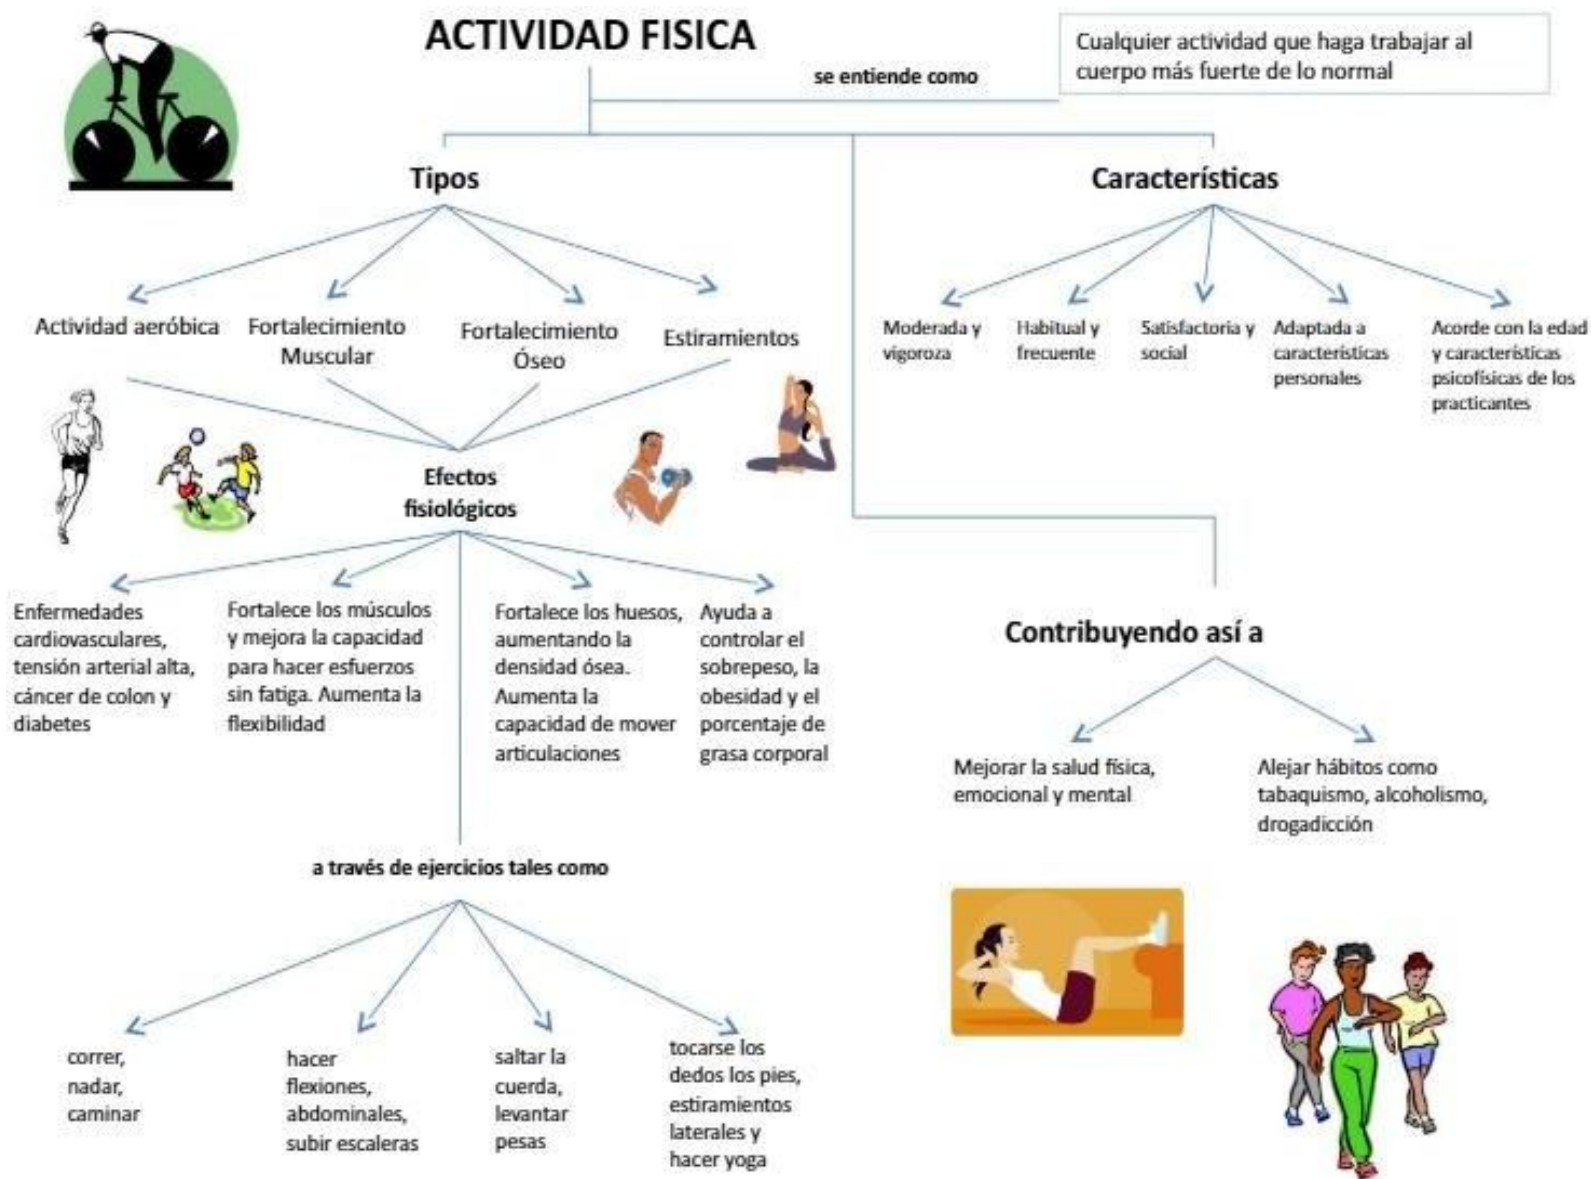 ACTIVIDAD FISICA
se entiende como
Cualquier actividad que haga trabajar al
cuerpo más fuerte de lo normal
Tipos
Actividad aeróbica
Fortalecimiento
Muscular
Fortalecimiento
Óseo
Estiramientos
Efectos
fisiológicos
Enfermedades
cardiovasculares,
tensión arterial alta,
cáncer de colon y
diabetes
Fortalece los músculos
y mejora la capacidad
para hacer esfuerzos
sin fatiga. Aumenta la
flexibilidad
Fortalece los huesos,
aumentando la
densidad ósea.
Aumenta la
capacidad de mover
articulaciones
Ayuda a
controlar el
sobrepeso, la
obesidad y el
porcentaje de
grasa corporal
a través de ejercicios tales como
correr,
nadar,
caminar
hacer
flexiones,
abdominales,
subir escaleras
saltar la
cuerda,
levantar
pesas
tocarse los
dedos los pies,
estiramientos
laterales y
hacer yoga
Característísticas
Moderada y
vigoroza
Habitual y
frecuente
Satisfactoria y
social
Adaptada a
características
personales
Acorde con la edad
y características
psicofísicas de los
practicantes
Contribuyendo así a
Mejorar la salud física,
emocional y mental
Alejar hábitos como
tabaquismo, alcoholismo,
drogadicción